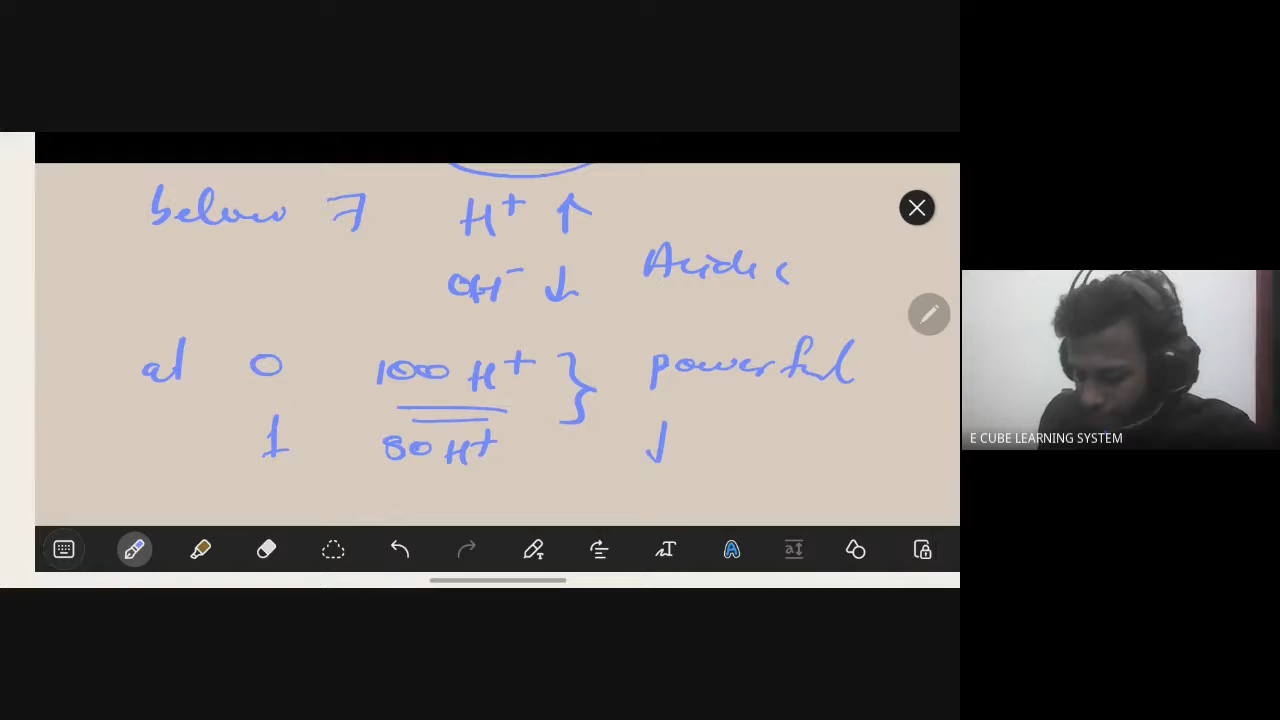 below 7 H⁺ ↑
OH⁻ ↓ Acidic
at 0 100 H⁺ } powerful
1 80 H⁺ ↓
E CUBE LEARNING SYSTEM